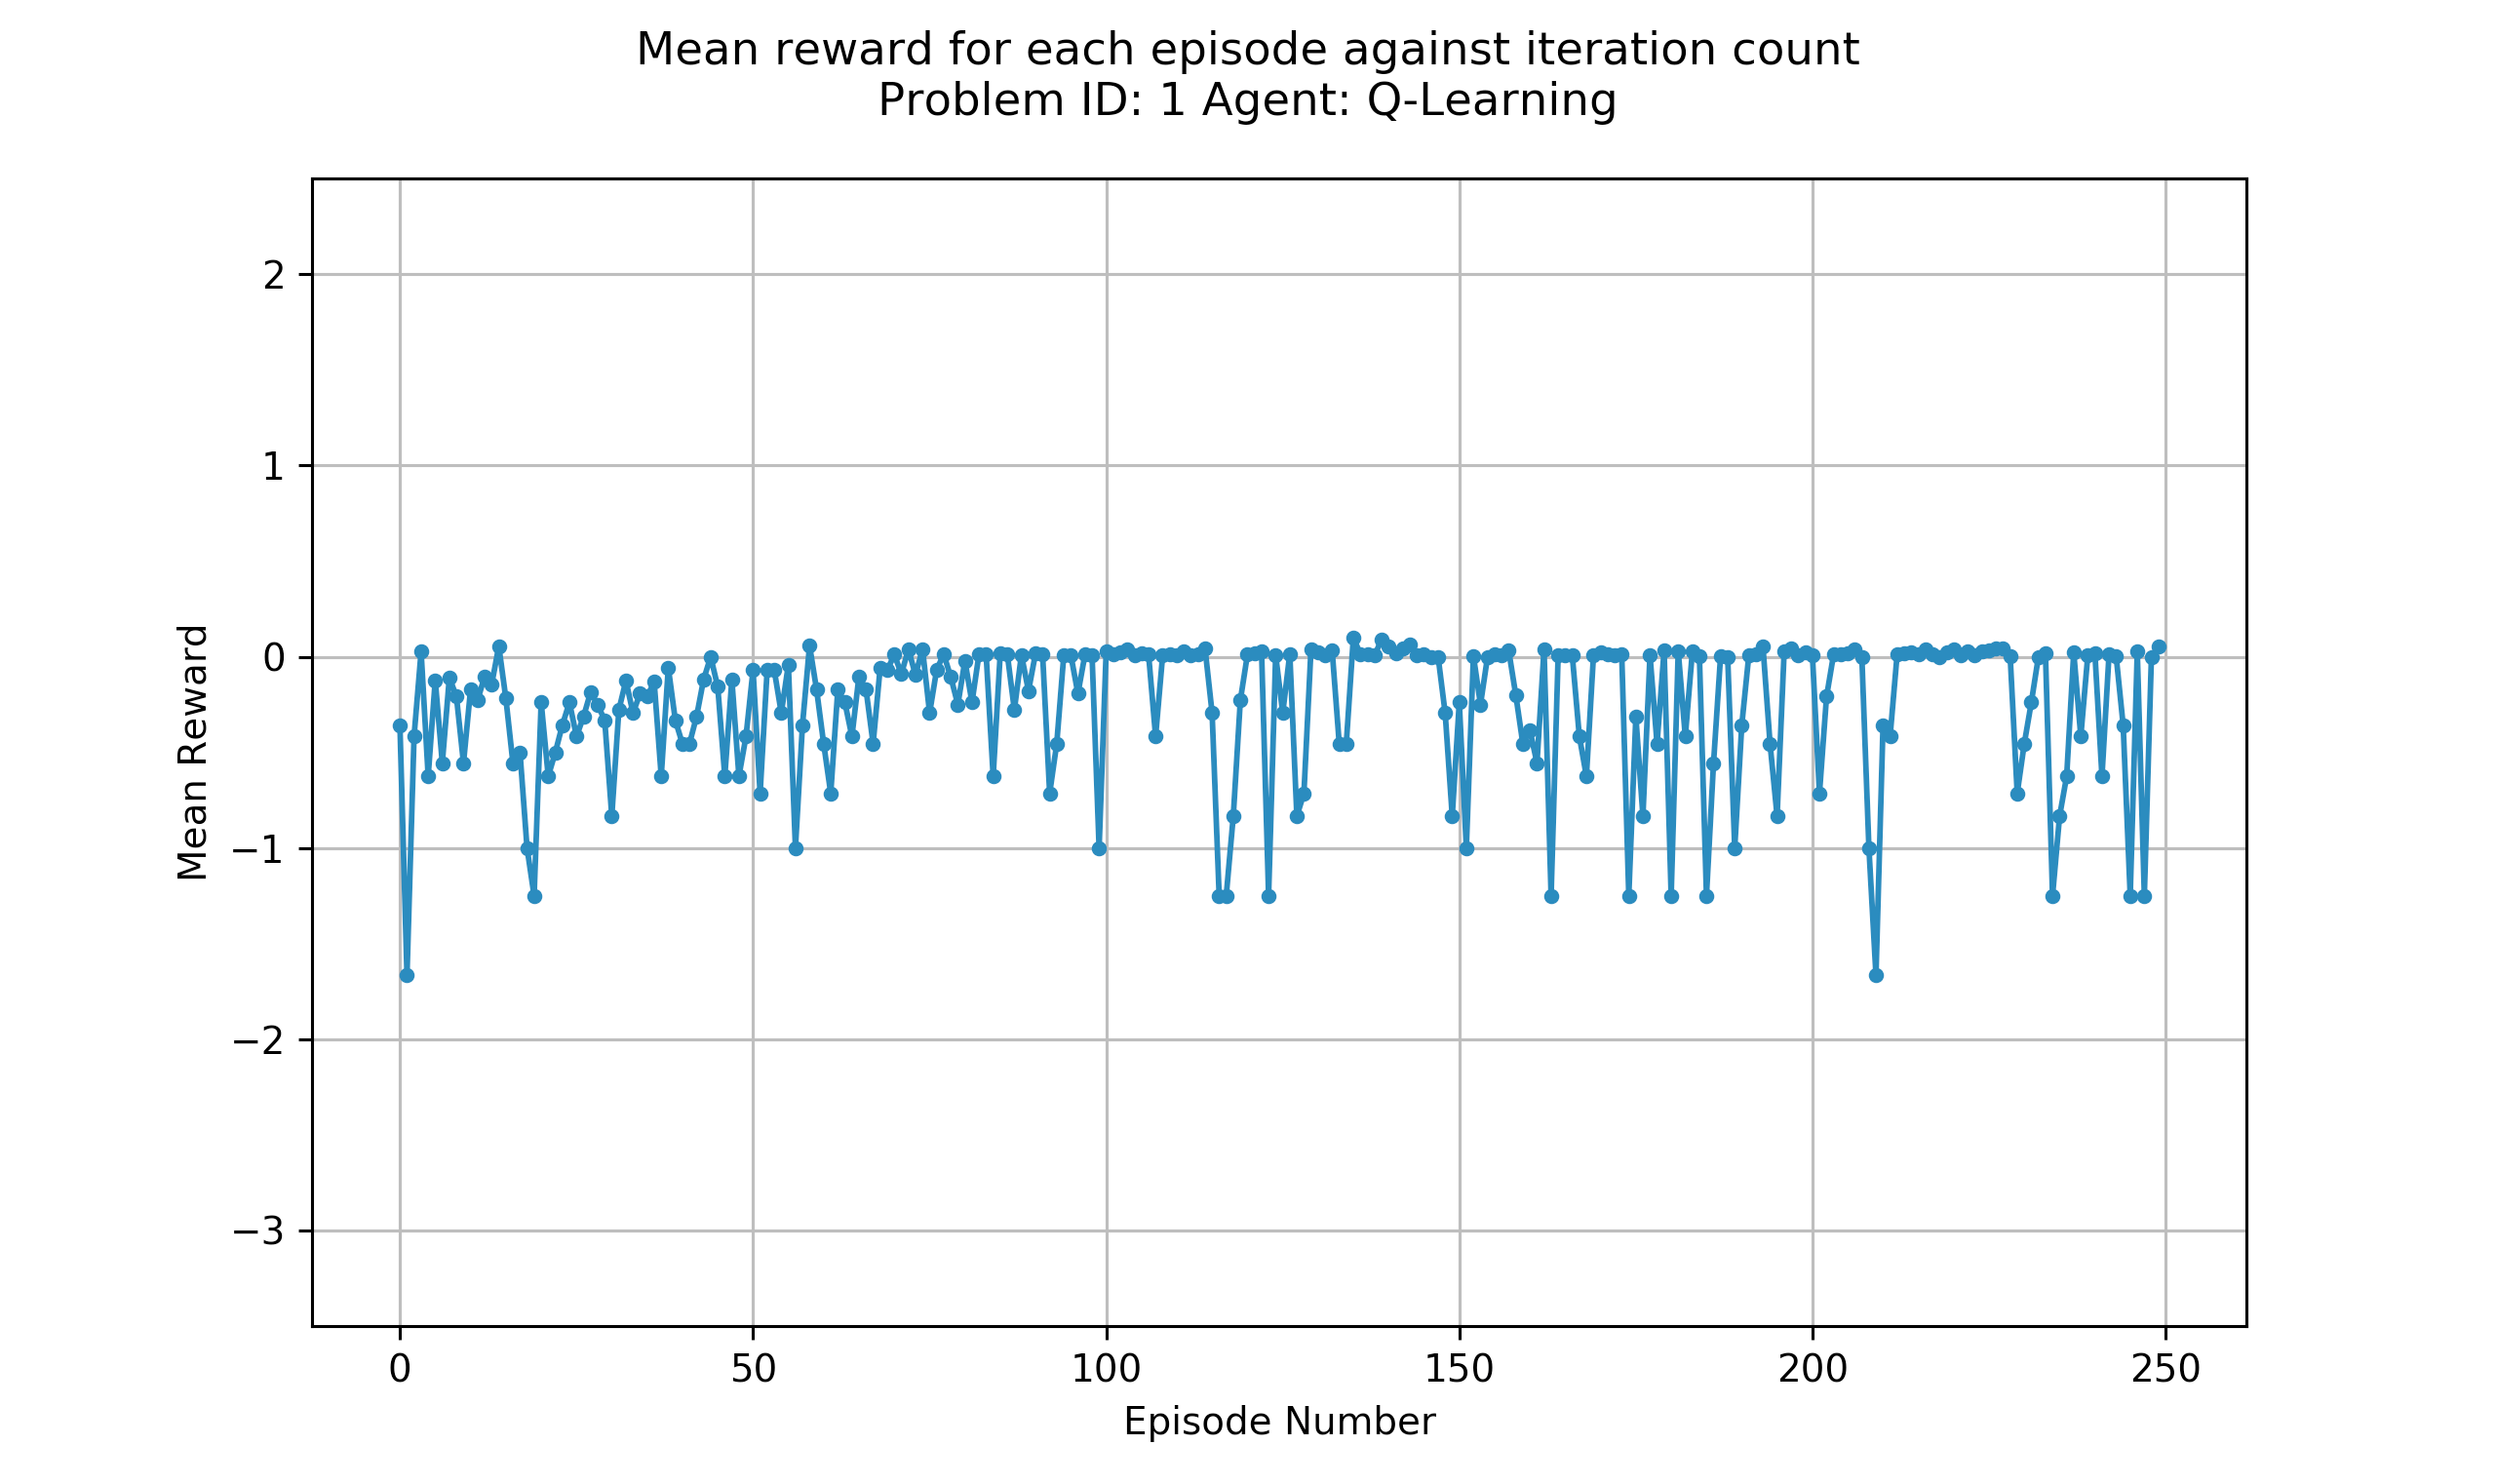 Mean reward for each episode against iteration count
Problem ID: 1 Agent: Q-Learning
2
1
0
−1
−2
−3
Mean Reward
0 50 100 150 200 250
Episode Number